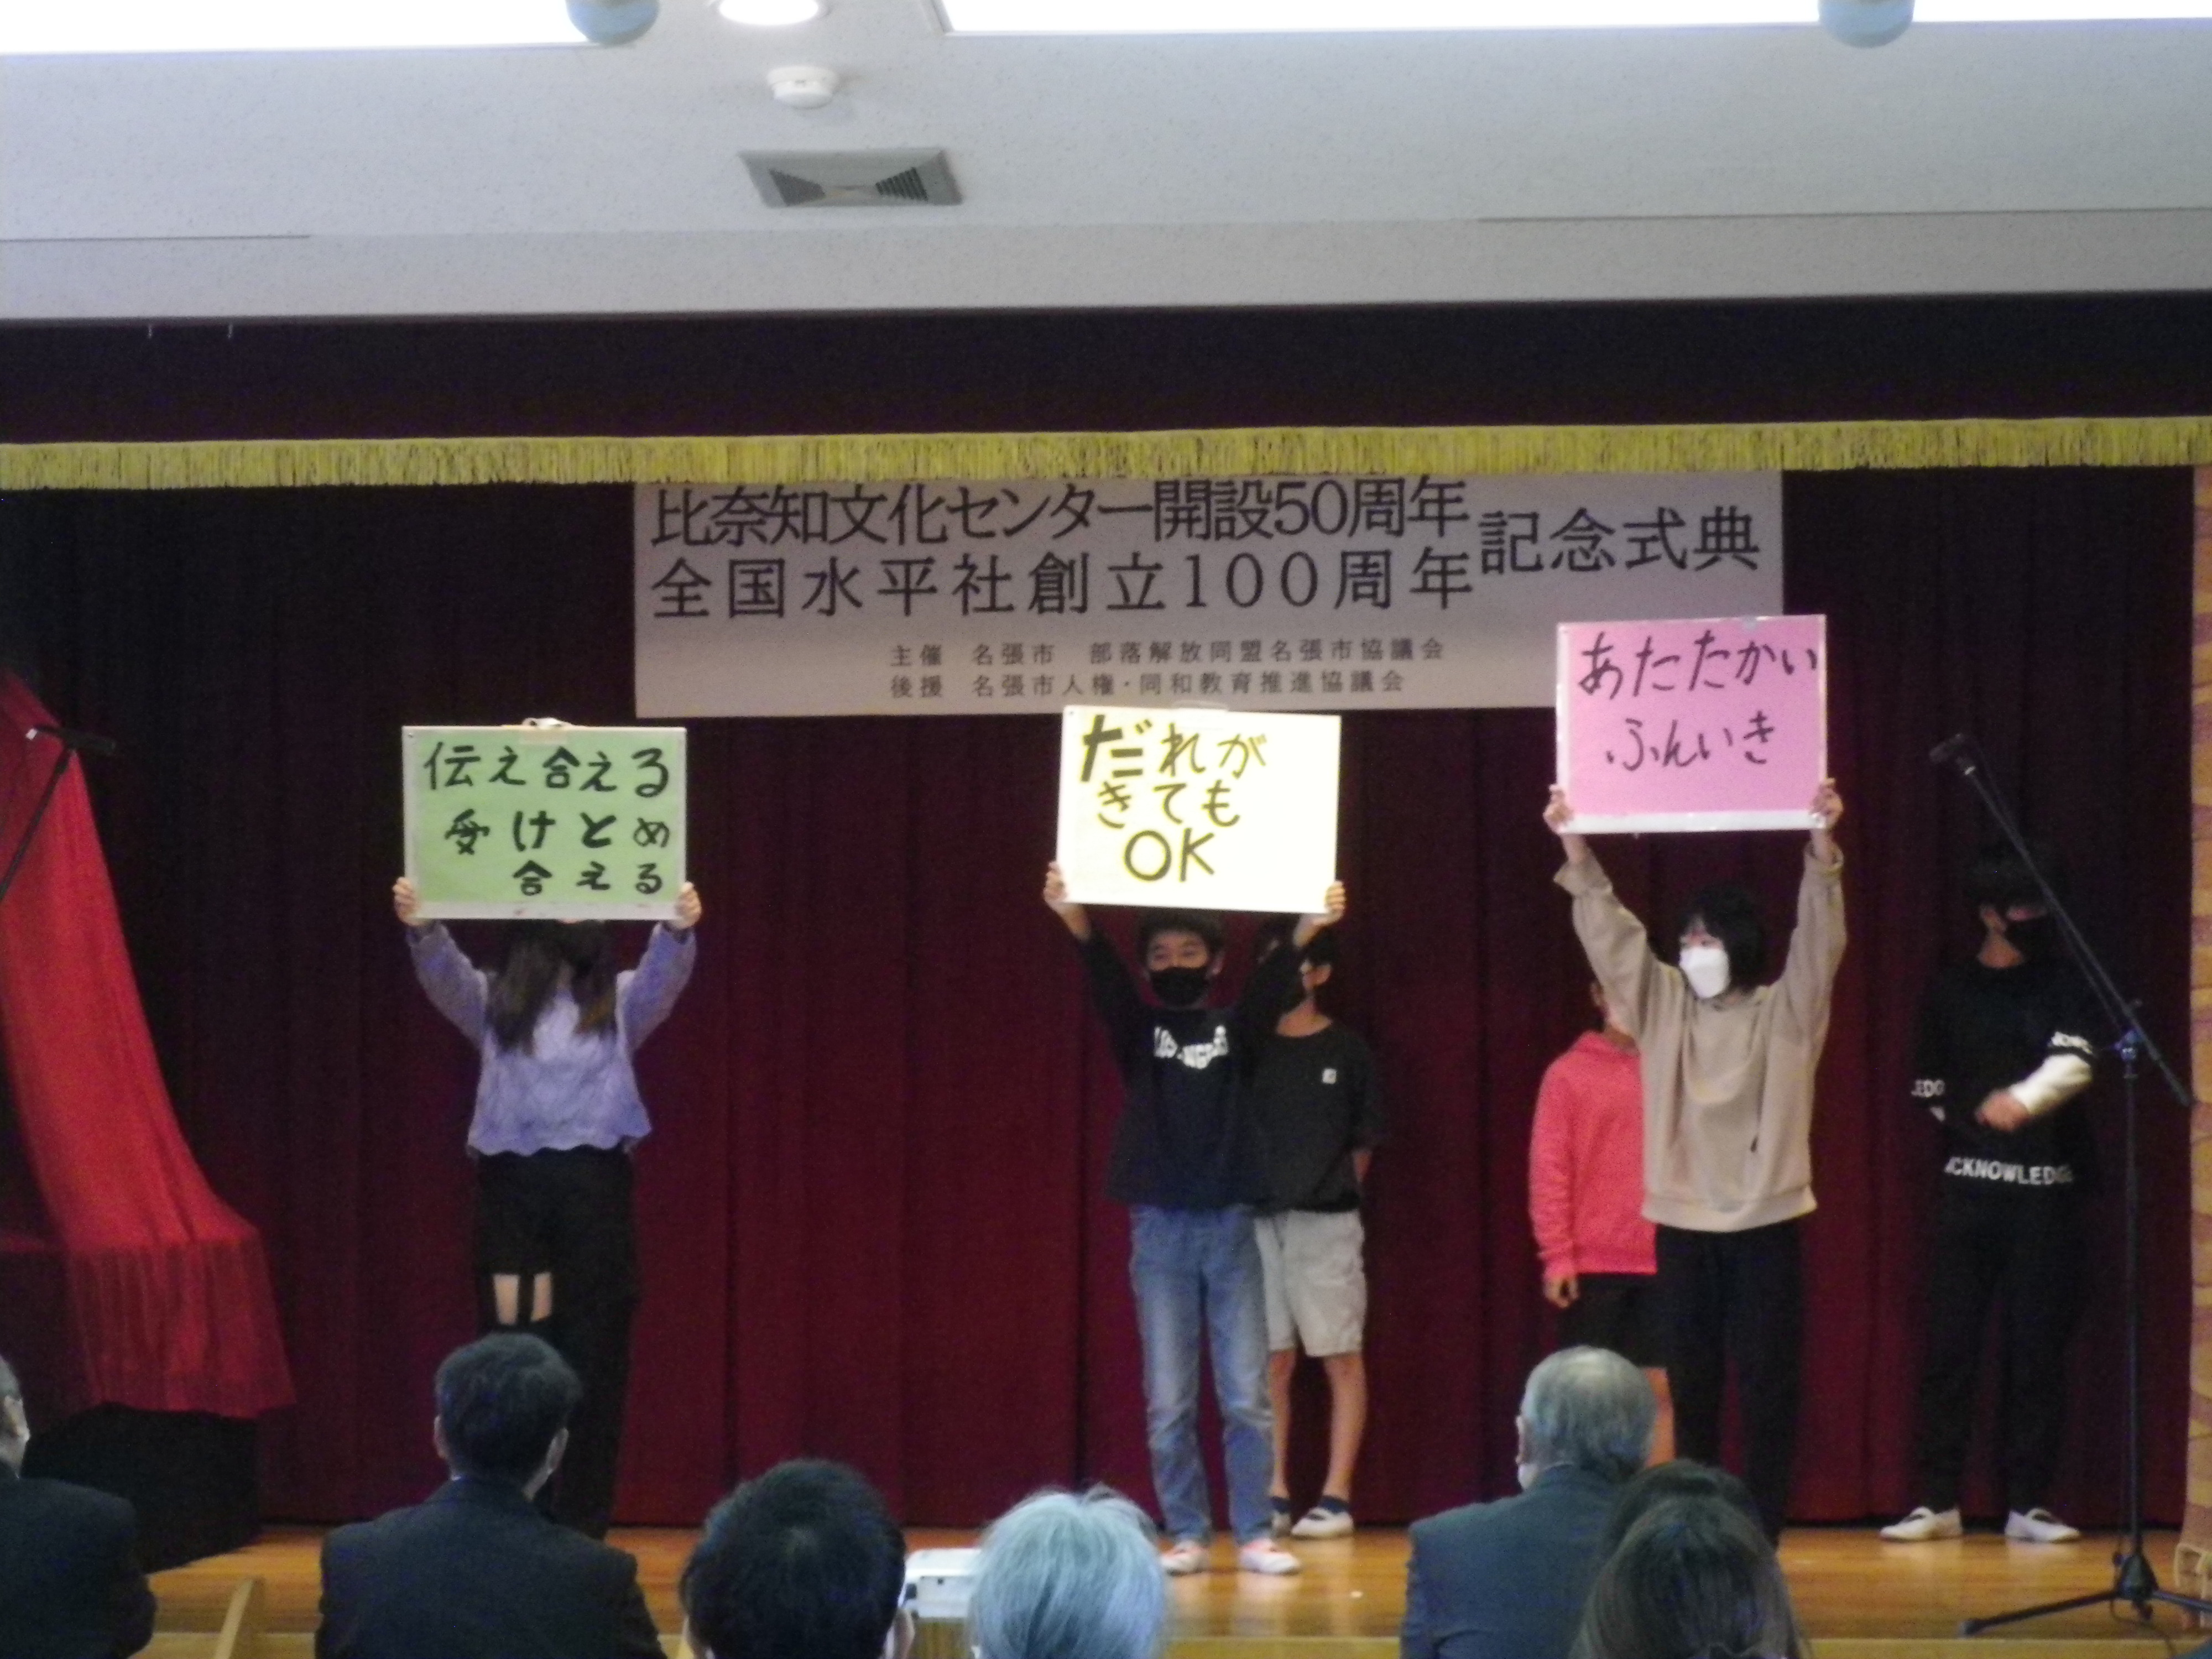 比奈知文化センター開設50周年
全国水平社創立100周年
記念式典
主催 名張市 部落解放同盟名張市協議会
後援 名張市人権・同和教育推進協議会
伝え合える
受けとめ
合える
だれが
きても
OK
あたたかい
ふんいき